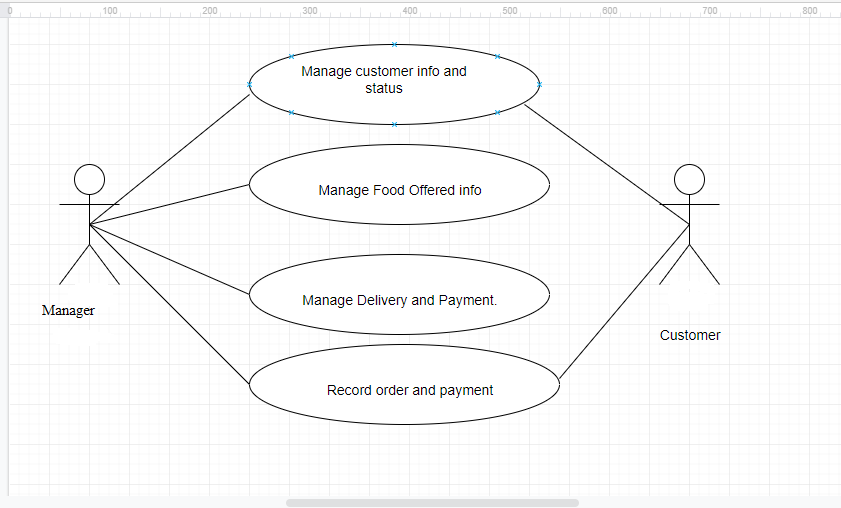 0 100 200 300 400 500 600 700 800
Manage customer info and
status
Manage Food Offered info
Manage Delivery and Payment.
Manager
Customer
Record order and payment